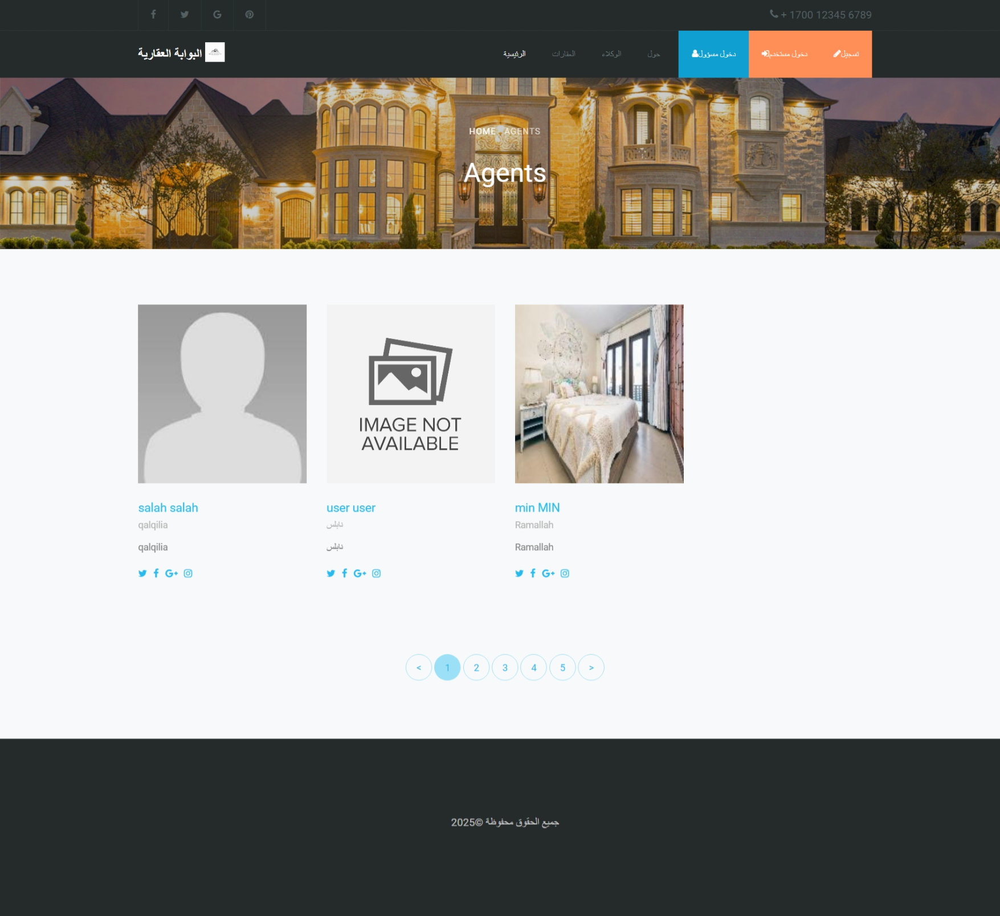 + 1700 12345 6789
البوابة العقارية
الرئيسية
العقارات
الوكلاء
حول
دخول مسؤول
دخول مستخدم
تسجيل
HOME AGENTS
Agents
IMAGE NOT
AVAILABLE
salah salah
qalqilia
qalqilia
user user
نابلس
نابلس
min MIN
Ramallah
Ramallah
< 1 2 3 4 5 >
جميع الحقوق محفوظة ©2025